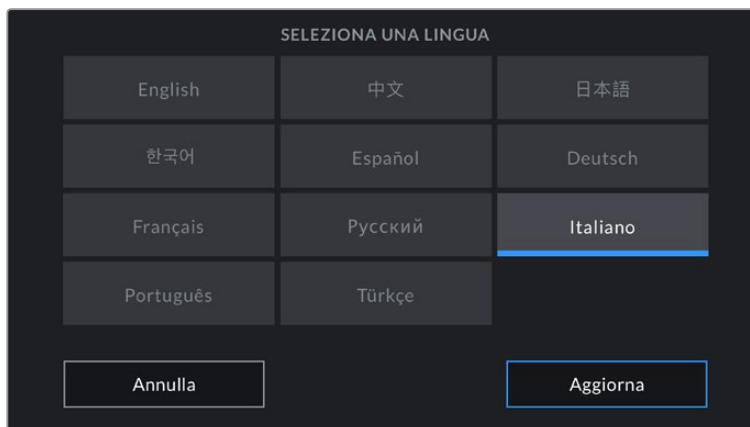 SELEZIONA UNA LINGUA
English 中文 日本語
한국어 Español Deutsch
Français Русский Italiano
Português Türkçe
Annulla Aggiorna